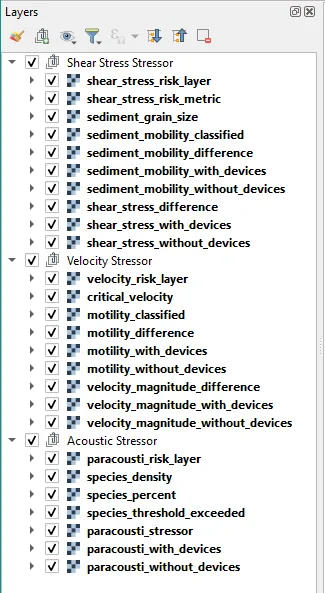 Layers
Shear Stress Stressor
shear_stress_risk_layer
shear_stress_risk_metric
sediment_grain_size
sediment_mobility_classified
sediment_mobility_difference
sediment_mobility_with_devices
sediment_mobility_without_devices
shear_stress_difference
shear_stress_with_devices
shear_stress_without_devices
Velocity Stressor
velocity_risk_layer
critical_velocity
motility_classified
motility_difference
motility_with_devices
motility_without_devices
velocity_magnitude_difference
velocity_magnitude_with_devices
velocity_magnitude_without_devices
Acoustic Stressor
paracousti_risk_layer
species_density
species_percent
species_threshold_exceeded
paracousti_stressor
paracousti_with_devices
paracousti_without_devices